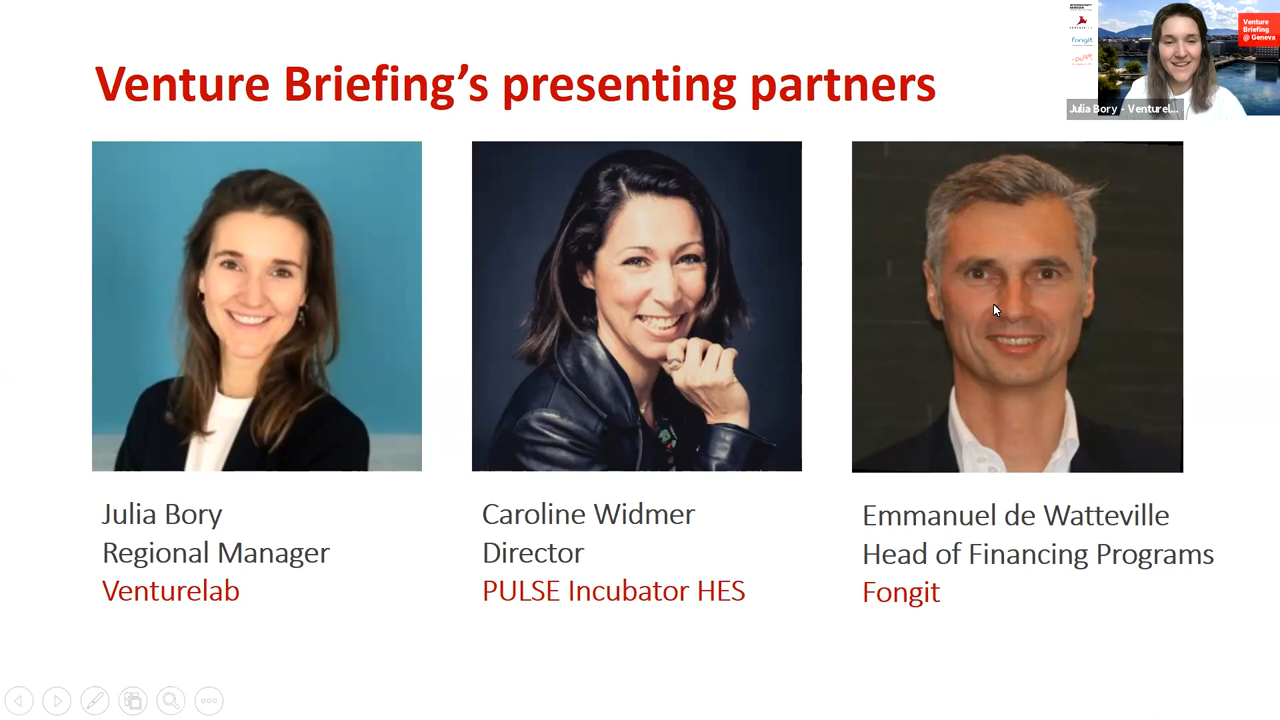 Venture Briefing's presenting partners
fongit
Venture
Briefing
@ Geneva
Julia Bory - Venturel...
Julia Bory
Regional Manager
Venturelab
Caroline Widmer
Director
PULSE Incubator HES
Emmanuel de Watteville
Head of Financing Programs
Fongit